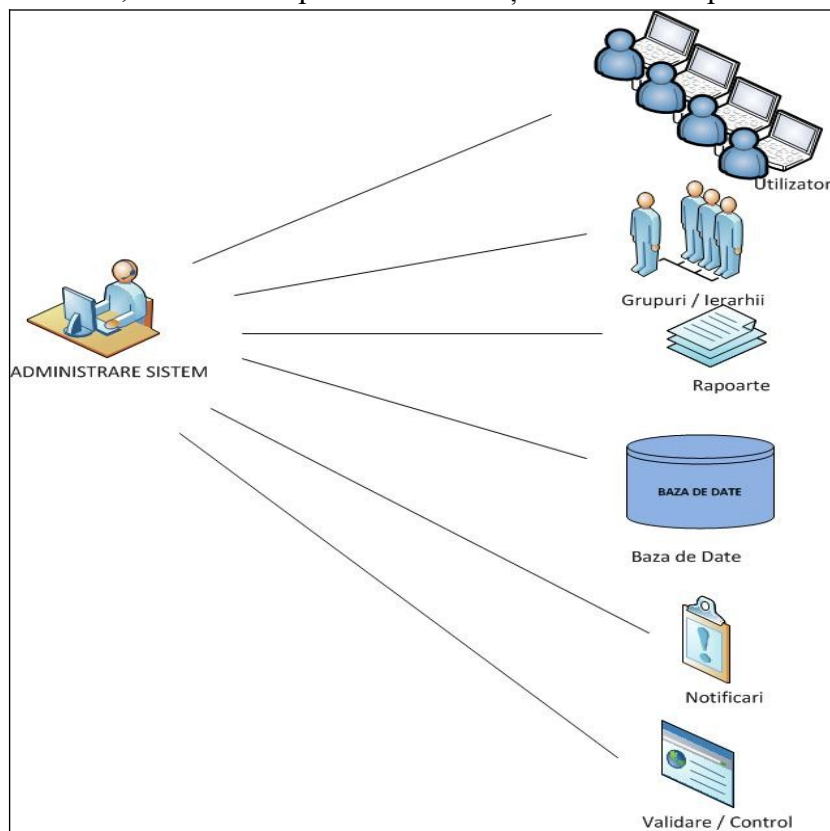 Utilizator
Grupuri / Ierarhii
Rapoarte
ADMINISTRARE SISTEM
BAZA DE DATE
Baza de Date
Notificari
Validare / Control